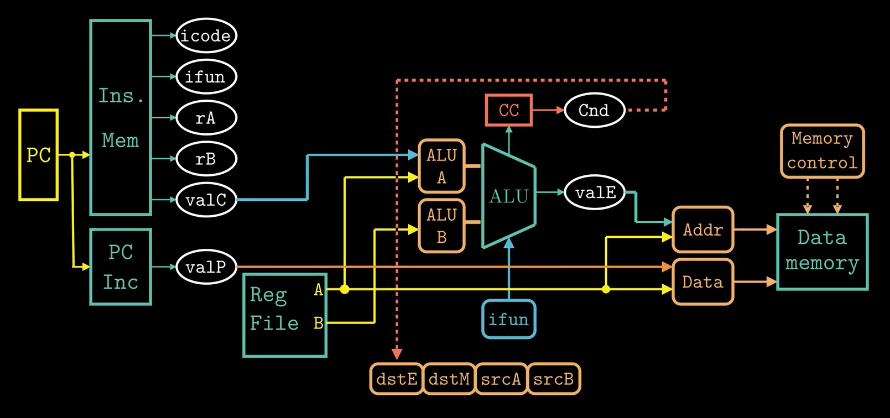 PC
Ins.
Mem
icode
ifun
rA
rB
valC
PC
Inc
valP
Reg
File
A
B
ALU
A
ALU
B
CC
Cnd
ALU
valE
ifun
dstE
dstM
srcA
srcB
Addr
Data
Memory
control
Data
memory